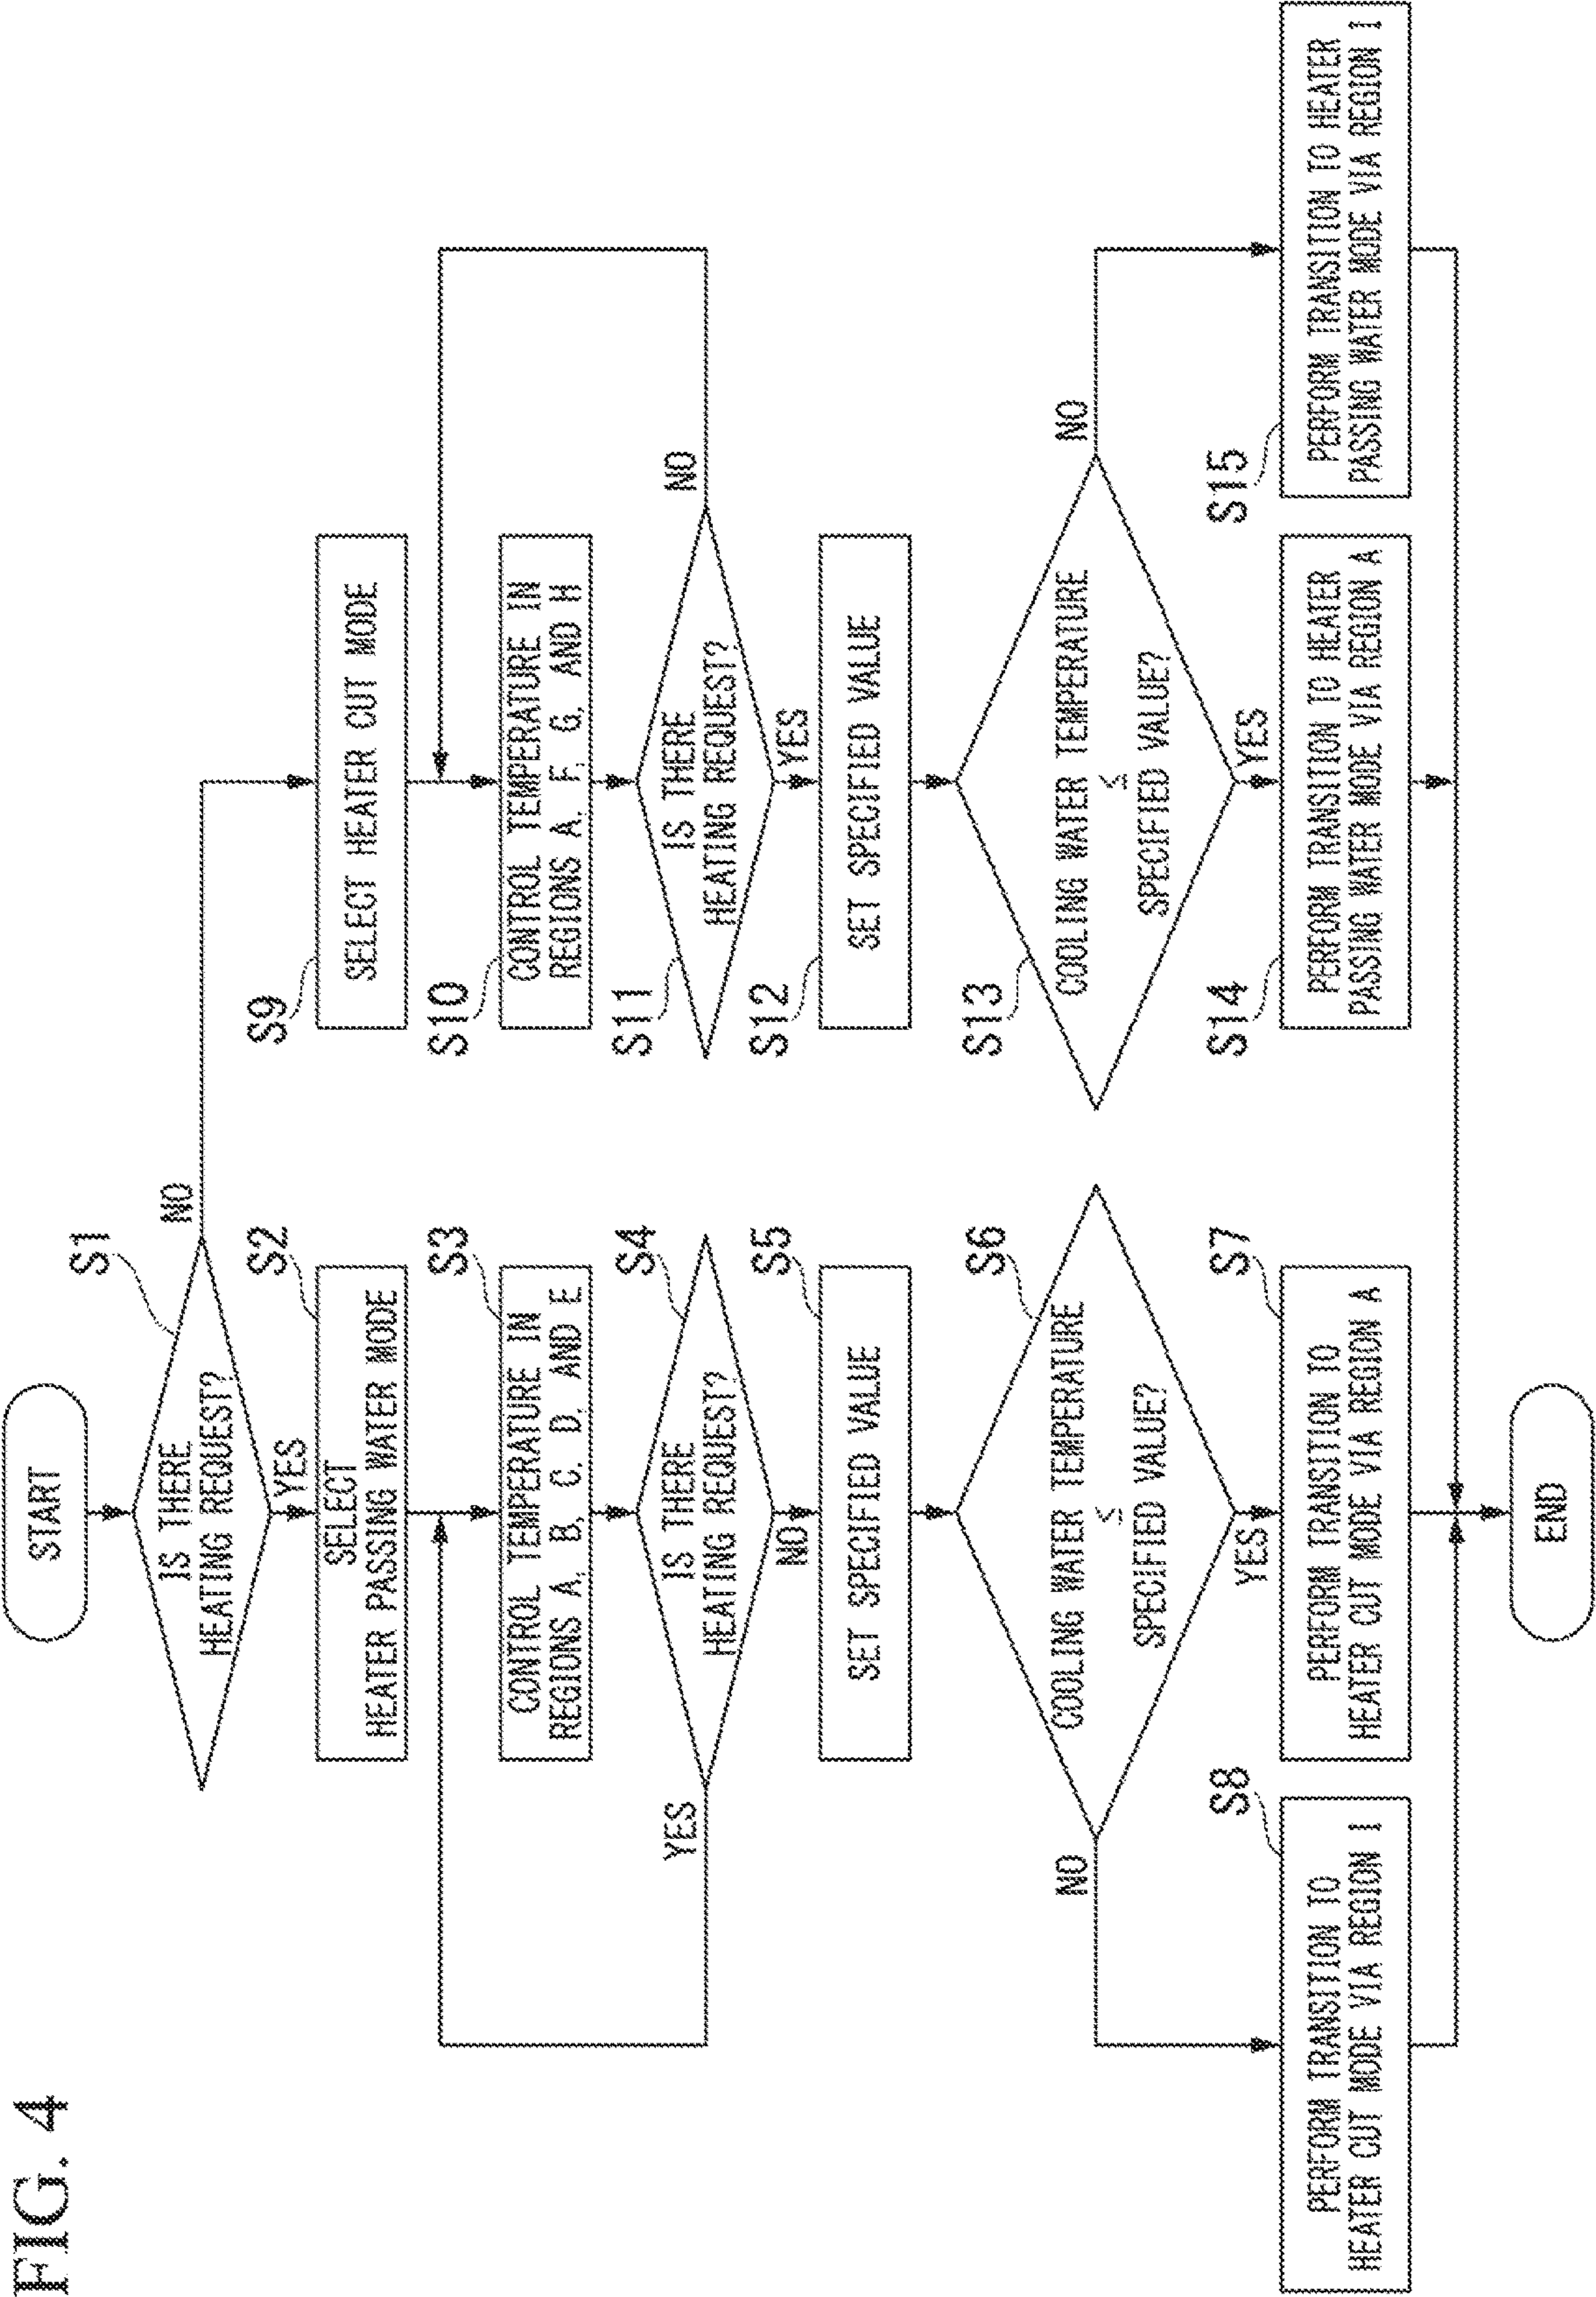 FIG. 4
START
S1
IS THERE
HEATING REQUEST?
NO
YES
S2
SELECT
HEATER PASSING WATER MODE
S3
CONTROL TEMPERATURE IN
REGIONS A, B, C, D, AND E
S4
IS THERE
HEATING REQUEST?
YES
NO
S5
SET SPECIFIED VALUE
S6
COOLING WATER TEMPERATURE
≤
SPECIFIED VALUE?
NO
YES
S7
PERFORM TRANSITION TO
HEATER CUT MODE VIA REGION A
S8
PERFORM TRANSITION TO
HEATER CUT MODE VIA REGION I
S9
SELECT HEATER CUT MODE
S10
CONTROL TEMPERATURE IN
REGIONS A, F, G, AND H
S11
IS THERE
HEATING REQUEST?
NO
YES
S12
SET SPECIFIED VALUE
S13
COOLING WATER TEMPERATURE
≤
SPECIFIED VALUE?
NO
YES
S14
PERFORM TRANSITION TO HEATER
PASSING WATER MODE VIA REGION A
S15
PERFORM TRANSITION TO HEATER
PASSING WATER MODE VIA REGION I
END